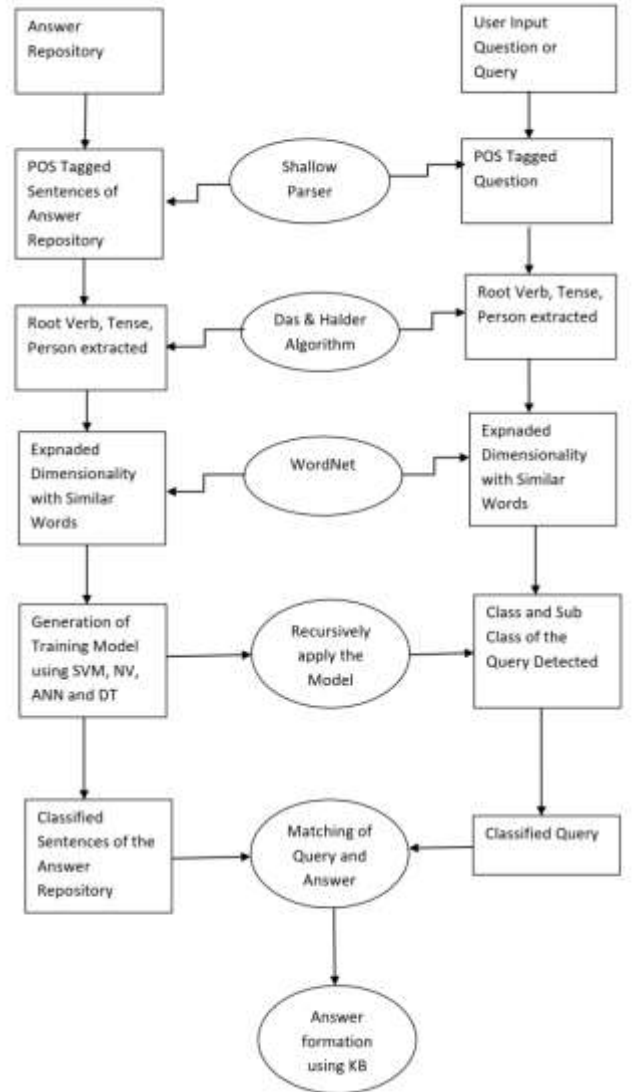 Answer
Repository
User Input
Question or
Query
POS Tagged
Sentences of
Answer
Repository
Shallow
Parser
POS Tagged
Question
Root Verb, Tense,
Person extracted
Das & Halder
Algorithm
Root Verb, Tense,
Person extracted
Expnaded
Dimensionality
with Similar
Words
WordNet
Expnaded
Dimensionality
with Similar
Words
Generation of
Training Model
using SVM, NV,
ANN and DT
Recursively
apply the
Model
Class and Sub
Class of the
Query Detected
Classified
Sentences of the
Answer
Repository
Matching of
Query and
Answer
Classified Query
Answer
formation
using KB